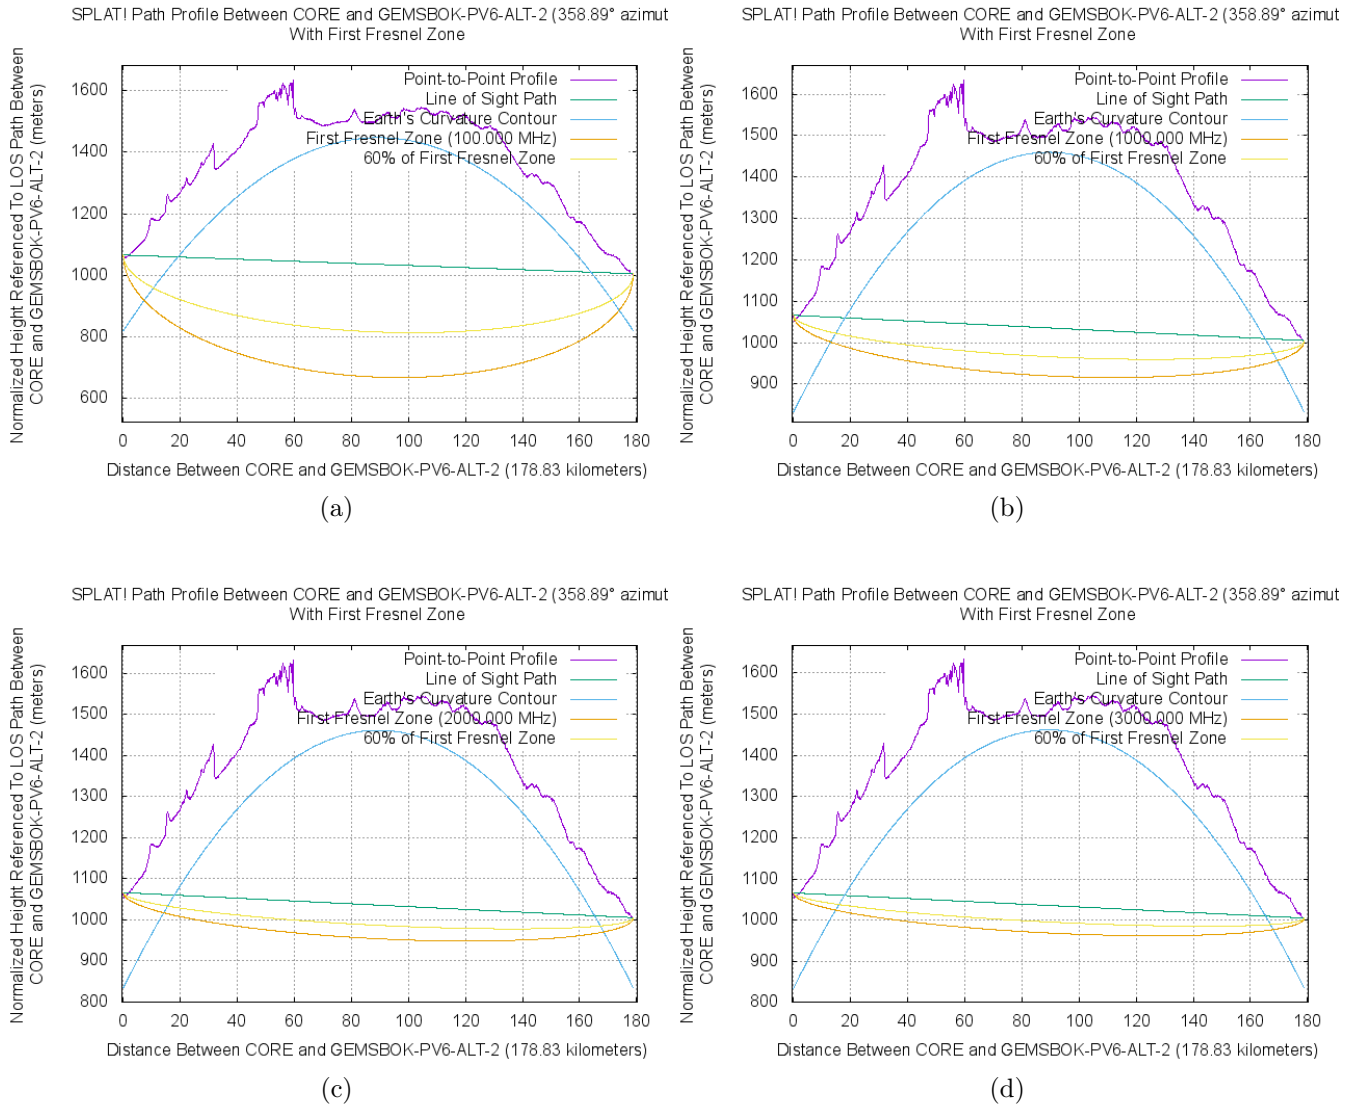 SPLAT! Path Profile Between CORE and GEMSBOK-PV6-ALT-2 (358.89° azimut
With First Fresnel Zone
Normalized Height Referenced To LOS Path Between
CORE and GEMSBOK-PV6-ALT-2 (meters)
Point-to-Point Profile
Line of Sight Path
Earth's Curvature Contour
First Fresnel Zone (100.000 MHz)
60% of First Fresnel Zone
1600
1400
1200
1000
800
600
0 20 40 60 80 100 120 140 160 180
Distance Between CORE and GEMSBOK-PV6-ALT-2 (178.83 kilometers)
(a)
SPLAT! Path Profile Between CORE and GEMSBOK-PV6-ALT-2 (358.89° azimut
With First Fresnel Zone
Normalized Height Referenced To LOS Path Between
CORE and GEMSBOK-PV6-ALT-2 (meters)
Point-to-Point Profile
Line of Sight Path
Earth's Curvature Contour
First Fresnel Zone (1000.000 MHz)
60% of First Fresnel Zone
1600
1500
1400
1300
1200
1100
1000
900
0 20 40 60 80 100 120 140 160 180
Distance Between CORE and GEMSBOK-PV6-ALT-2 (178.83 kilometers)
(b)
SPLAT! Path Profile Between CORE and GEMSBOK-PV6-ALT-2 (358.89° azimut
With First Fresnel Zone
Normalized Height Referenced To LOS Path Between
CORE and GEMSBOK-PV6-ALT-2 (meters)
Point-to-Point Profile
Line of Sight Path
Earth's Curvature Contour
First Fresnel Zone (2000.000 MHz)
60% of First Fresnel Zone
1600
1500
1400
1300
1200
1100
1000
900
800
0 20 40 60 80 100 120 140 160 180
Distance Between CORE and GEMSBOK-PV6-ALT-2 (178.83 kilometers)
(c)
SPLAT! Path Profile Between CORE and GEMSBOK-PV6-ALT-2 (358.89° azimut
With First Fresnel Zone
Normalized Height Referenced To LOS Path Between
CORE and GEMSBOK-PV6-ALT-2 (meters)
Point-to-Point Profile
Line of Sight Path
Earth's Curvature Contour
First Fresnel Zone (3000.000 MHz)
60% of First Fresnel Zone
1600
1500
1400
1300
1200
1100
1000
900
800
0 20 40 60 80 100 120 140 160 180
Distance Between CORE and GEMSBOK-PV6-ALT-2 (178.83 kilometers)
(d)